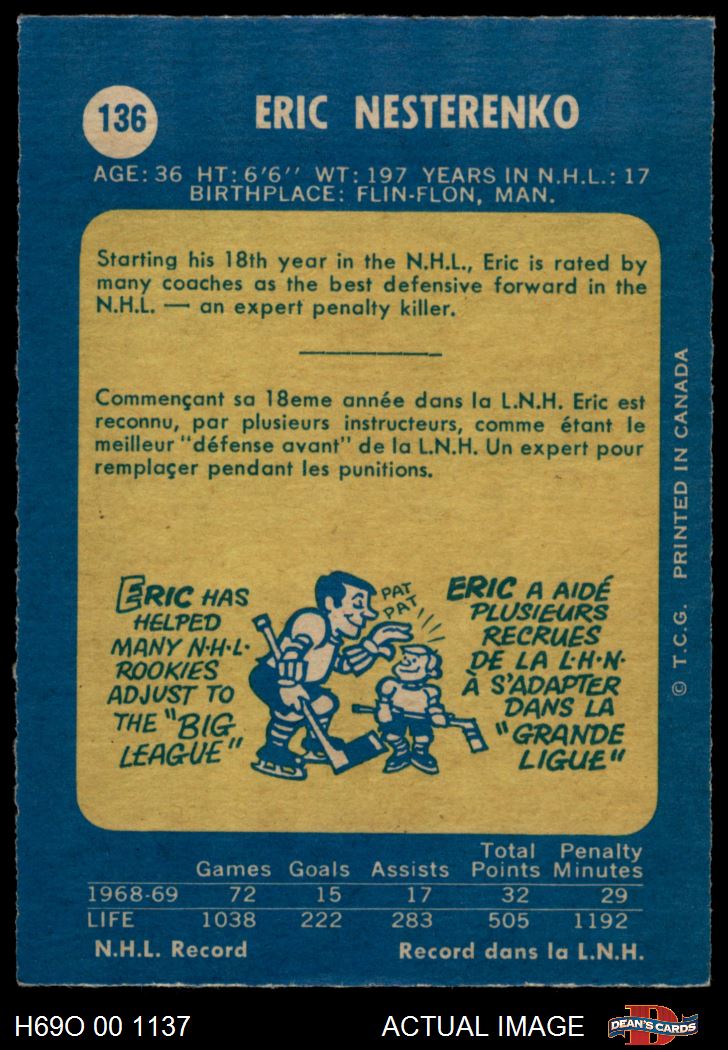 136
ERIC NESTERENKO
AGE: 36 HT: 6'6'' WT: 197 YEARS IN N.H.L.: 17
BIRTHPLACE: FLIN-FLON, MAN.
Starting his 18th year in the N.H.L., Eric is rated by
many coaches as the best defensive forward in the
N.H.L. — an expert penalty killer.
Commençant sa 18eme année dans la L.N.H. Eric est
reconnu, par plusieurs instructeurs, comme étant le
meilleur "défense avant" de la L.N.H. Un expert pour
remplaçer pendant les punitions.
ERIC HAS
HELPED
MANY N·H·L·
ROOKIES
ADJUST TO
THE "BIG
LEAGUE"
PAT
PAT
ERIC A AIDÉ
PLUSIEURS
RECRUES
DE LA L·H·N·
À S'ADAPTER
DANS LA
"GRANDE
LIGUE"
© T.C.G. PRINTED IN CANADA
Games Goals Assists Total Points Penalty Minutes
1968-69 72 15 17 32 29
LIFE 1038 222 283 505 1192
N.H.L. Record Record dans la L.N.H.
H69O 00 1137 ACTUAL IMAGE
D
DEAN'S CARDS